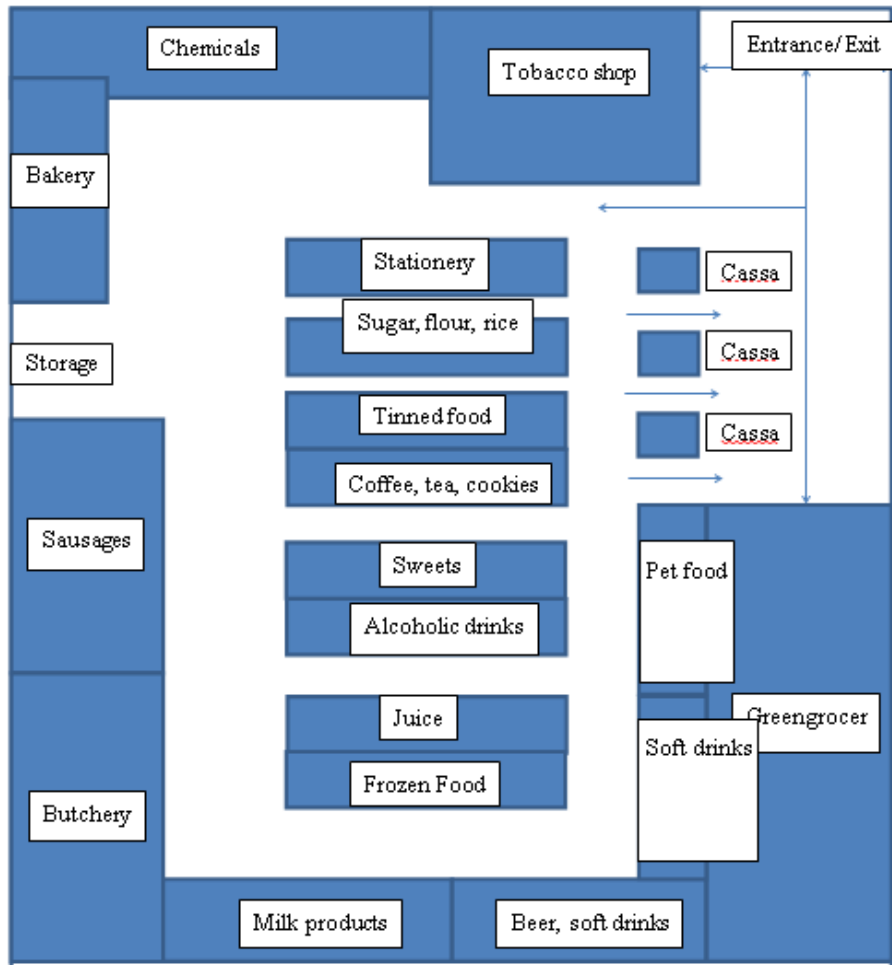 Chemicals
Entrance/ Exit
Tobacco shop
Bakery
Stationery
Cassa
Sugar, flour, rice
Cassa
Storage
Tinned food
Cassa
Coffee, tea, cookies
Sausages
Sweets
Pet food
Alcoholic drinks
Juice
Greengrocer
Soft drinks
Frozen Food
Butchery
Milk products
Beer, soft drinks